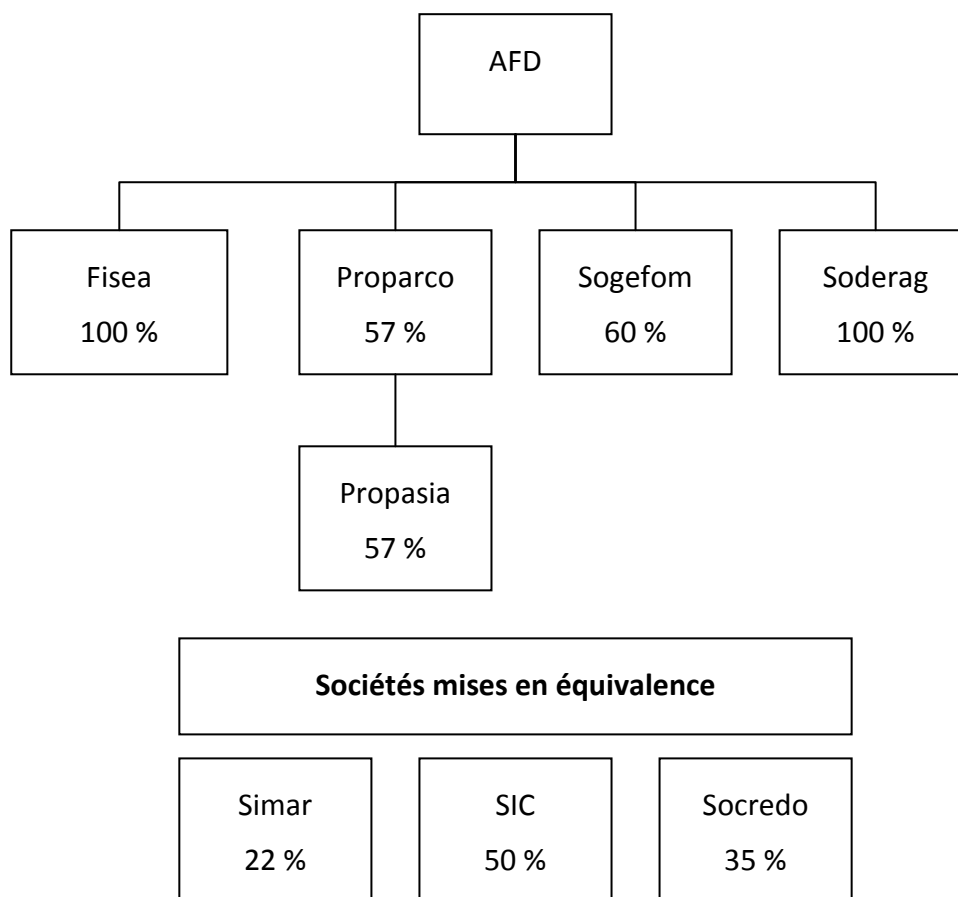 AFD
Fisea
100 %
Proparco
57 %
Sogefom
60 %
Soderag
100 %
Propasia
57 %
Sociétés mises en équivalence
Simar
22 %
SIC
50 %
Socredo
35 %